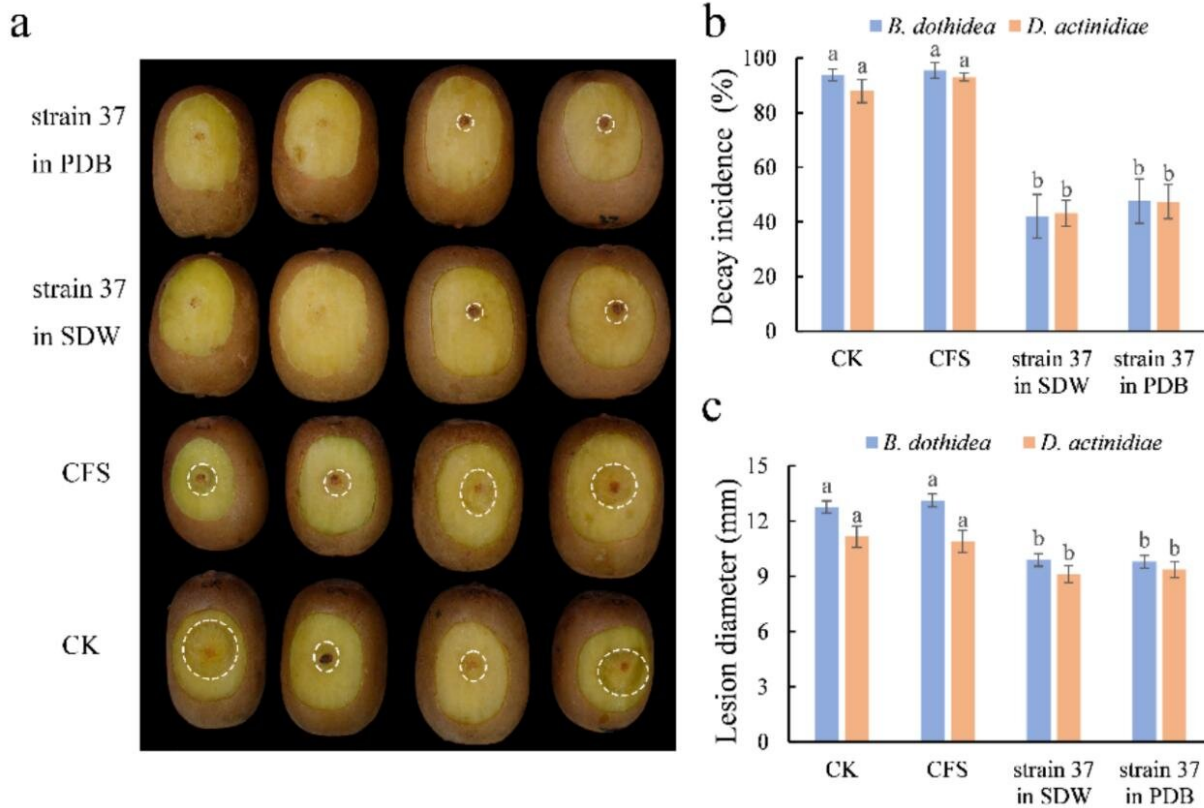 a
strain 37
in PDB
strain 37
in SDW
CFS
CK
b
B. dothidea D. actinidiae
Decay incidence (%)
100
80
60
40
20
0
a a a a b b b b
CK CFS strain 37 strain 37
in SDW in PDB
c
B. dothidea D. actinidiae
Lesion diameter (mm)
15
12
9
6
3
0
a a a a b b b b
CK CFS strain 37 strain 37
in SDW in PDB